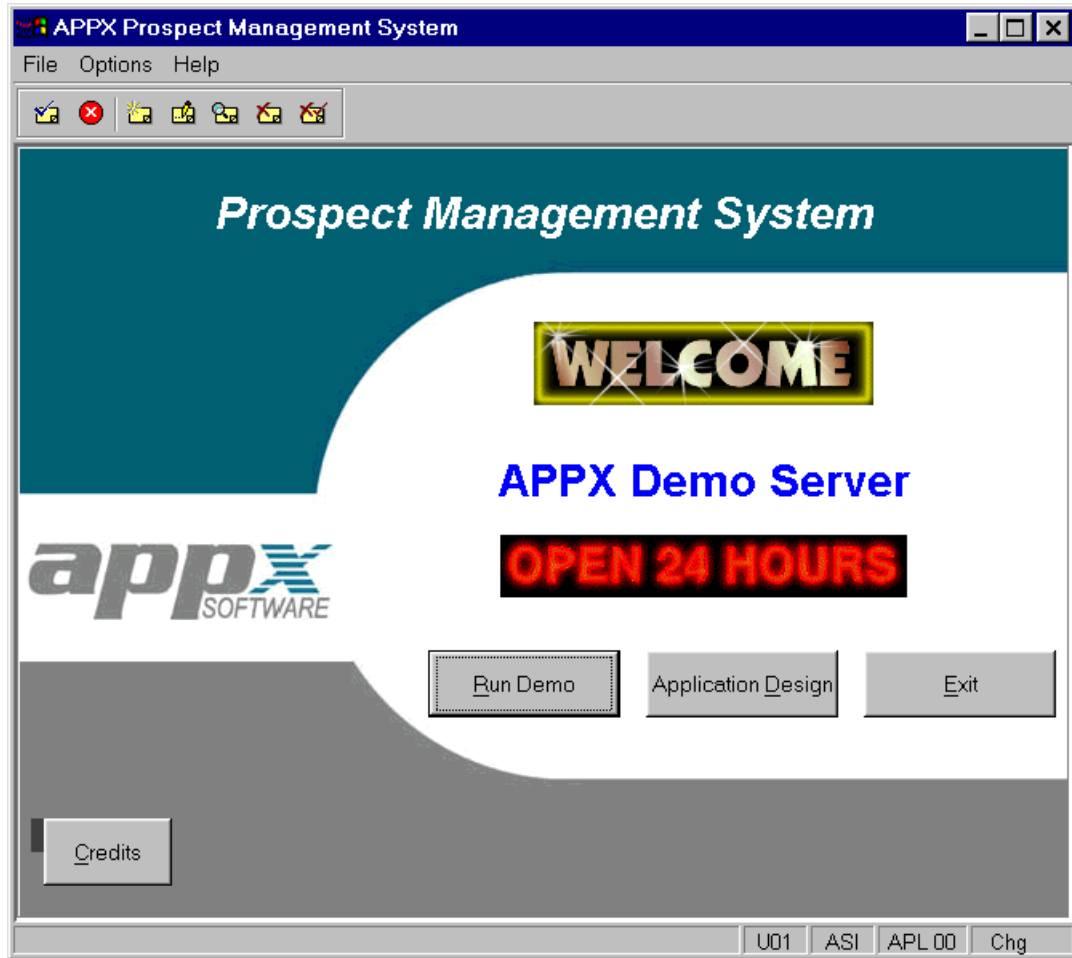 APPX Prospect Management System
File Options Help
Prospect Management System
WELCOME
APPX Demo Server
OPEN 24 HOURS
appx
SOFTWARE
Run Demo Application Design Exit
Credits
U01 ASI APL 00 Chg